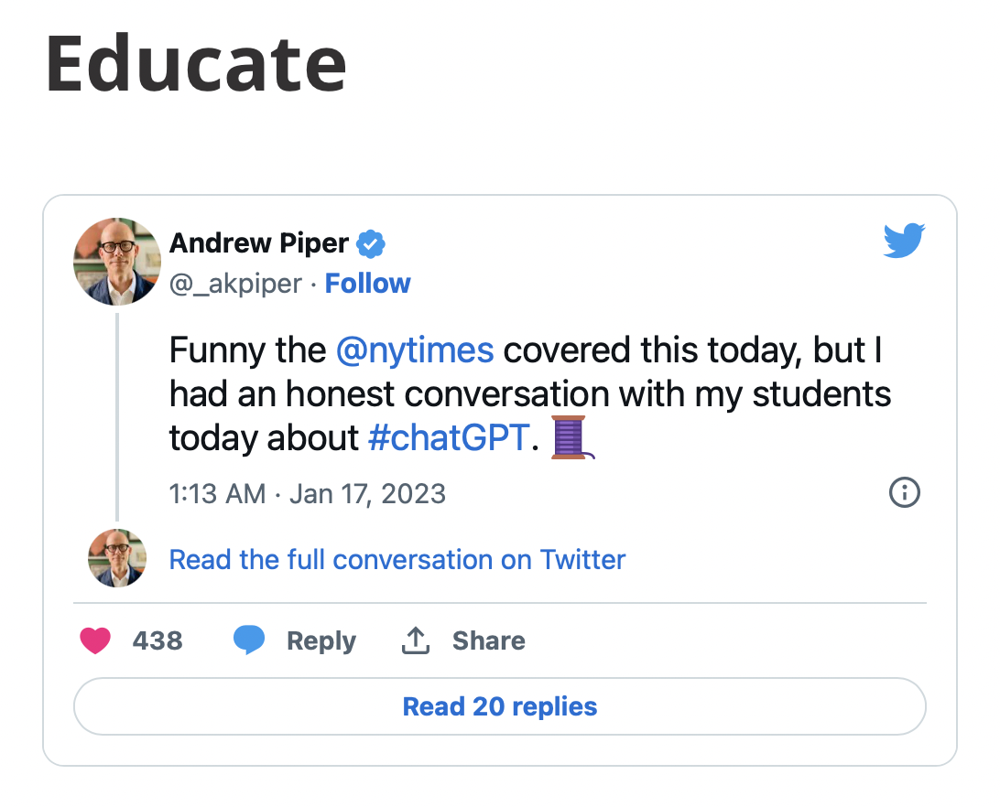 Educate
Andrew Piper
@_akpiper · Follow
Funny the @nytimes covered this today, but I
had an honest conversation with my students
today about #chatGPT. 🧵
1:13 AM · Jan 17, 2023
Read the full conversation on Twitter
438 Reply Share
Read 20 replies